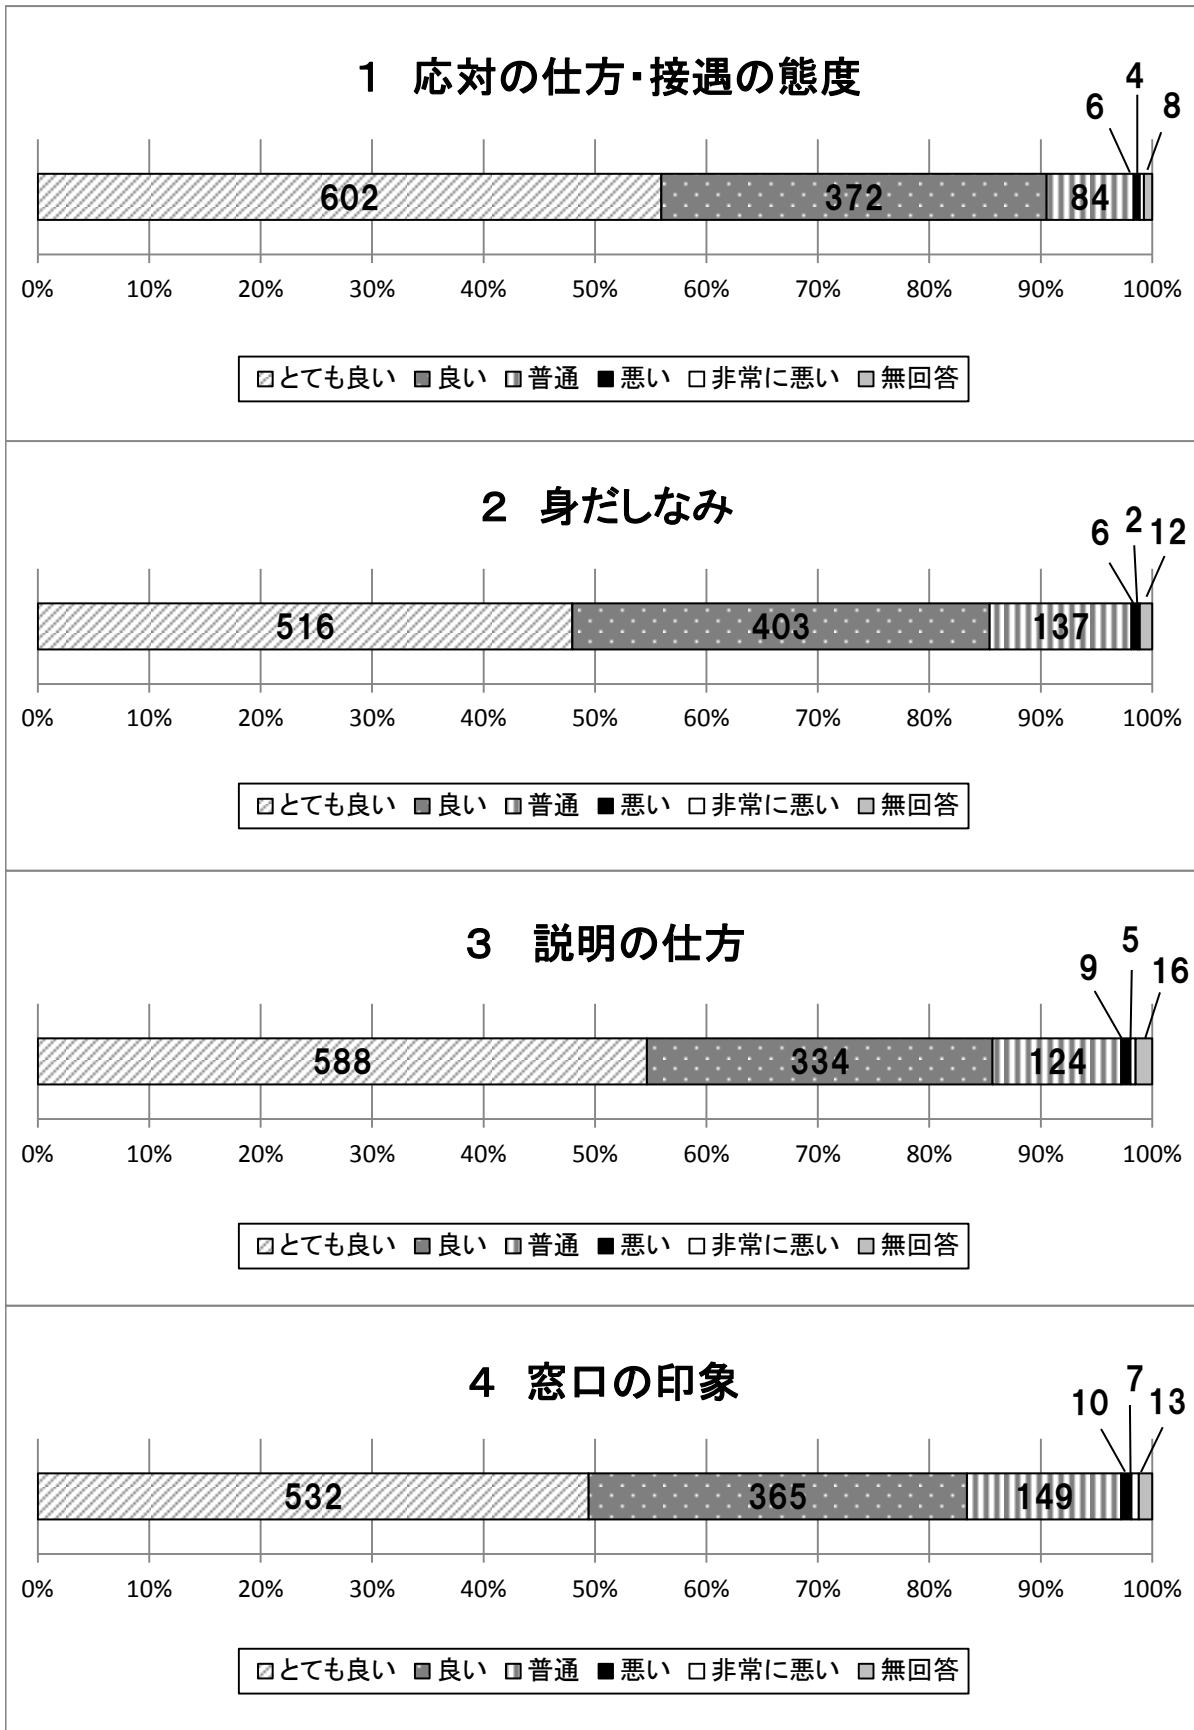 1 応対の仕方・接遇の態度
6 4 8
602 372 84
0% 10% 20% 30% 40% 50% 60% 70% 80% 90% 100%
とても良い 良い 普通 悪い 非常に悪い 無回答
2 身だしなみ
6 2 12
516 403 137
0% 10% 20% 30% 40% 50% 60% 70% 80% 90% 100%
とても良い 良い 普通 悪い 非常に悪い 無回答
3 説明の仕方
9 5 16
588 334 124
0% 10% 20% 30% 40% 50% 60% 70% 80% 90% 100%
とても良い 良い 普通 悪い 非常に悪い 無回答
4 窓口の印象
10 7 13
532 365 149
0% 10% 20% 30% 40% 50% 60% 70% 80% 90% 100%
とても良い 良い 普通 悪い 非常に悪い 無回答